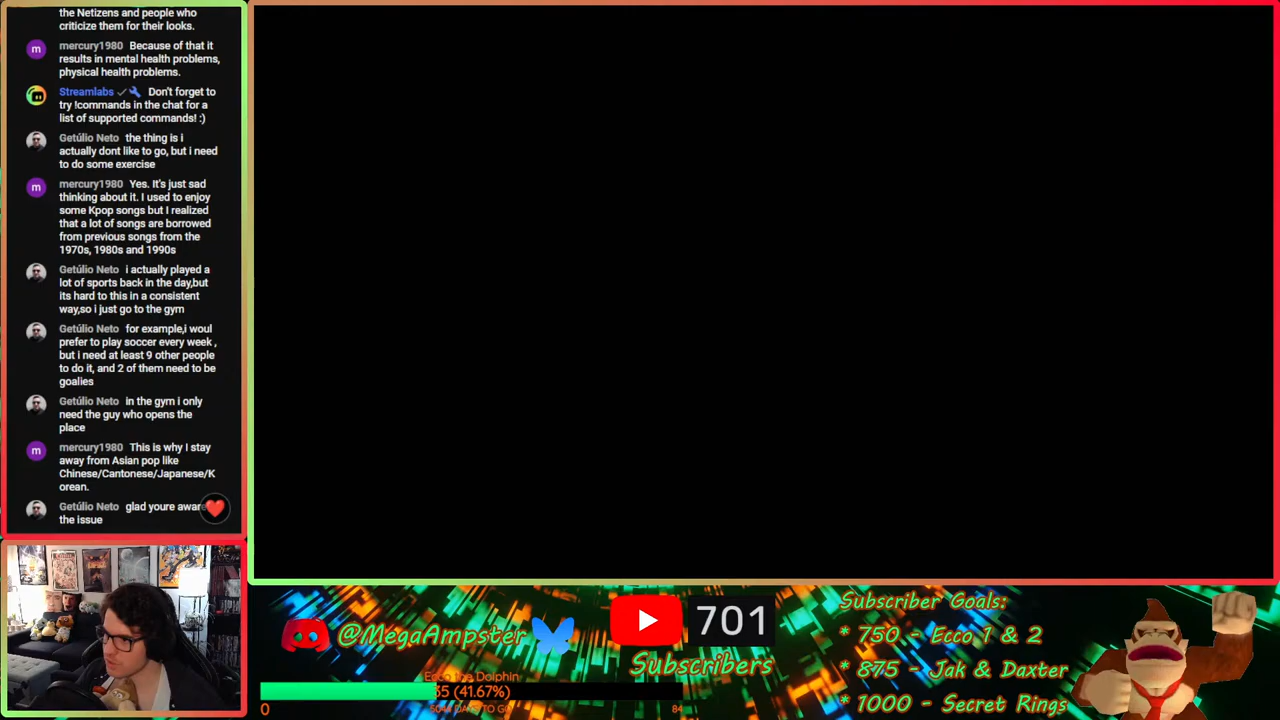 the Netizens and people who
criticize them for their looks.
mercury1980 Because of that it
results in mental health problems,
physical health problems.
Streamlabs Don't forget to
try !commands in the chat for a
list of supported commands! :)
Getúlio Neto the thing is i
actually dont like to go, but i need
to do some exercise
mercury1980 Yes. It's just sad
thinking about it. I used to enjoy
some Kpop songs but I realized
that a lot of songs are borrowed
from previous songs from the
1970s, 1980s and 1990s
Getúlio Neto i actually played a
lot of sports back in the day,but
its hard to this in a consistent
way,so i just go to the gym
Getúlio Neto for example,i woul
prefer to play soccer every week ,
but i need at least 9 other people
to do it, and 2 of them need to be
goalies
Getúlio Neto in the gym i only
need the guy who opens the
place
mercury1980 This is why I stay
away from Asian pop like
Chinese/Cantonese/Japanese/K
orean.
Getúlio Neto glad youre aware
the issue
@MegaAmpster
701
Subscribers
Subscriber Goals:
* 750 - Ecco 1 & 2
* 875 - Jak & Daxter
* 1000 - Secret Rings
Ecco the Dolphin
35 (41.67%)
DAYS TO GO
0
84